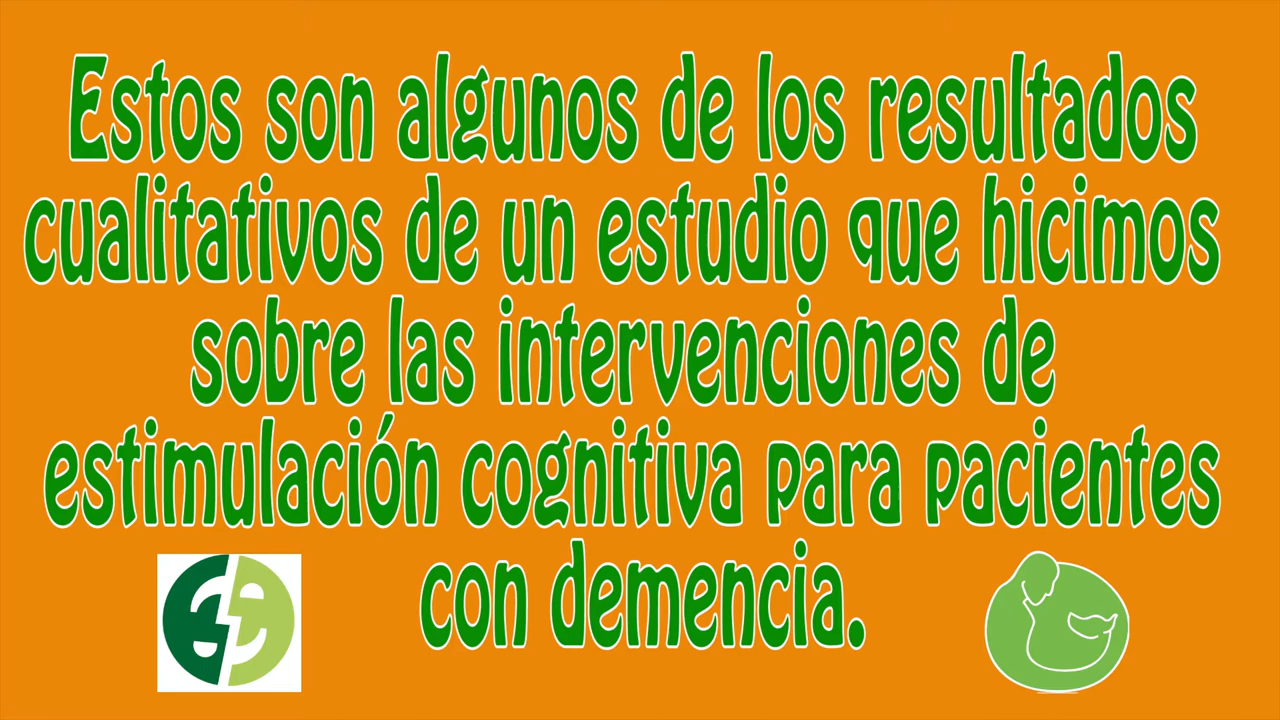 Estos son algunos de los resultados
cualitativos de un estudio que hicimos
sobre las intervenciones de
estimulación cognitiva para pacientes
con demencia.